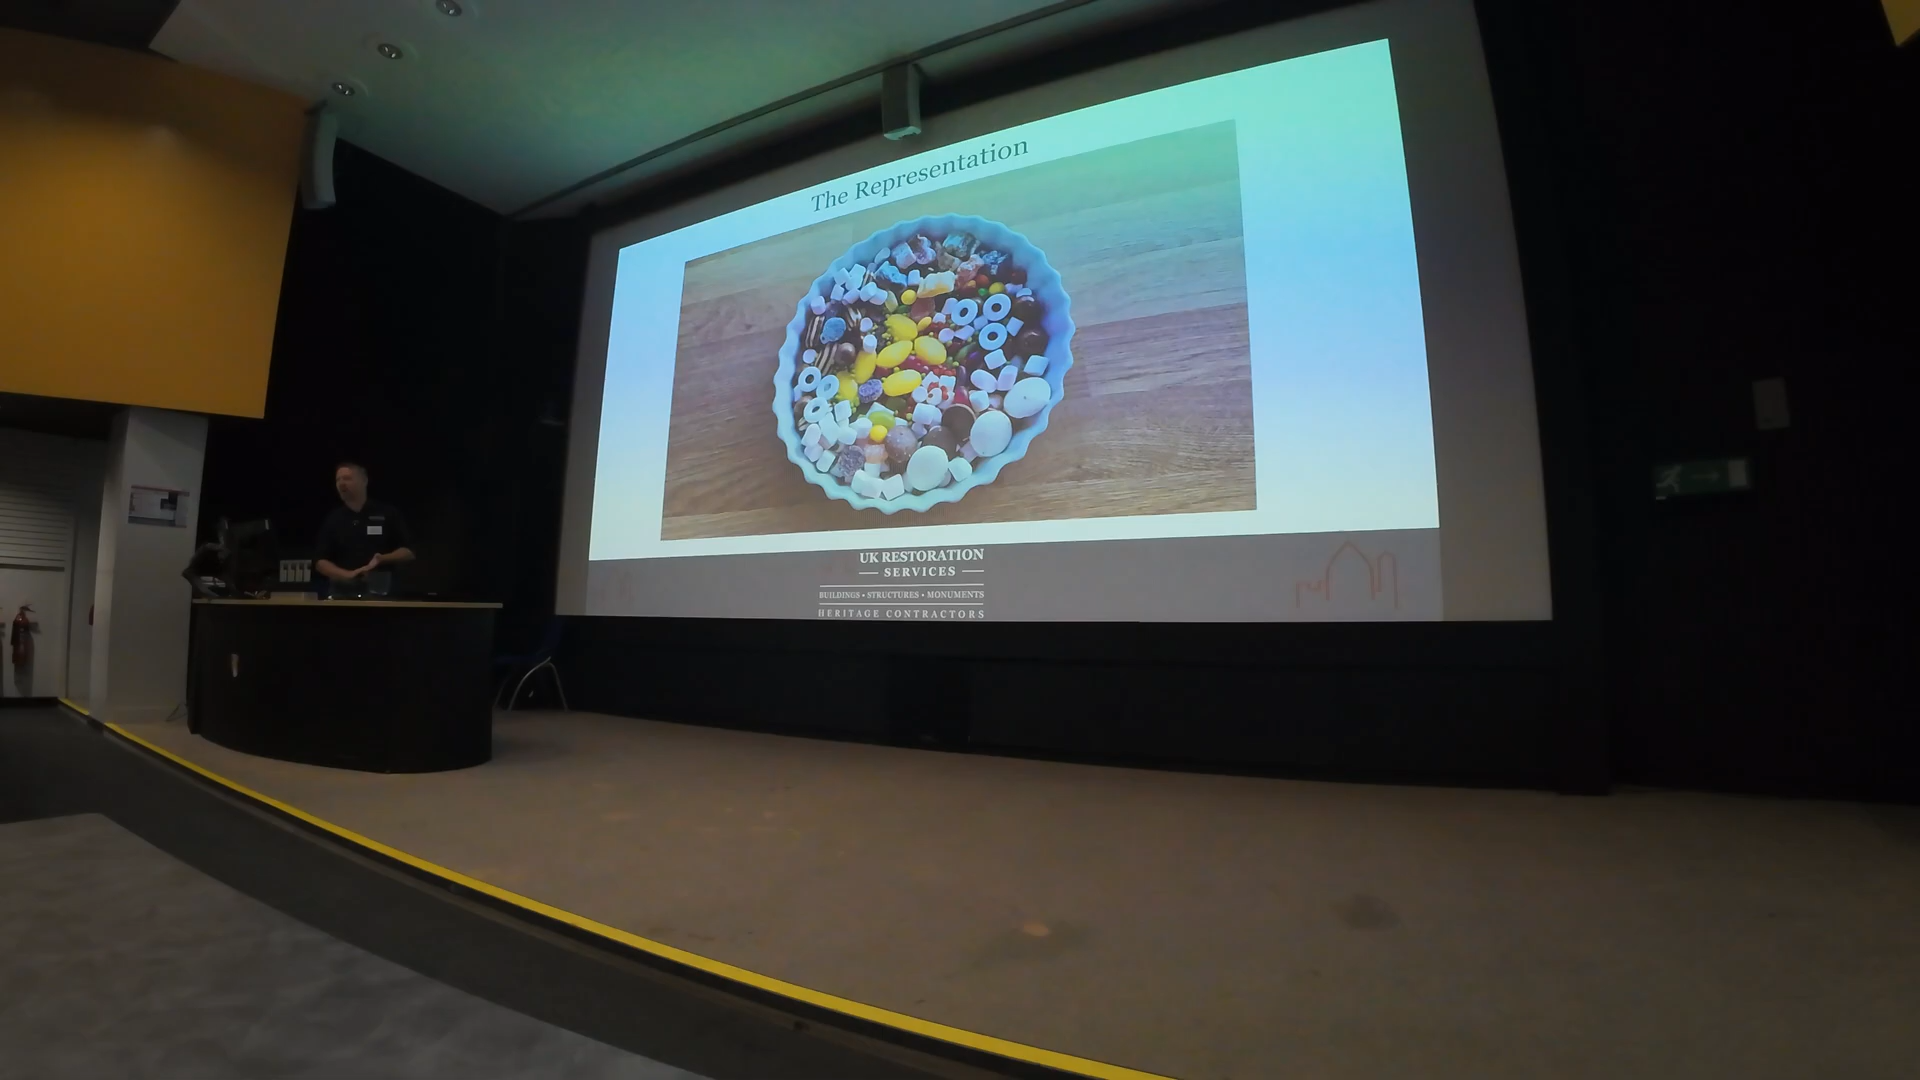 The Representation
UK RESTORATION
SERVICES
BUILDINGS • STRUCTURES • MONUMENTS
HERITAGE CONTRACTORS